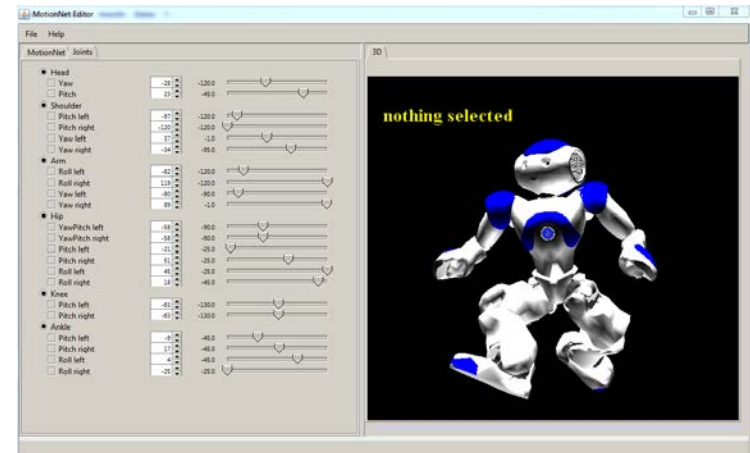 MotionNet Editor
File Help
MotionNet Joints
3D
nothing selected
Head
Yaw -28 -120.0
Pitch 25 -45.0
Shoulder
Pitch left -97 -120.0
Pitch right -120 -120.0
Yaw left 37 -1.0
Yaw right -34 -95.0
Arm
Roll left -82 -120.0
Roll right 119 -120.0
Yaw left -80 -90.0
Yaw right 89 -1.0
Hip
YawPitch left -58 -90.0
YawPitch right -58 -90.0
Pitch left -21 -25.0
Pitch right 51 -25.0
Roll left 45 -25.0
Roll right 18 -45.0
Knee
Pitch left -63 -130.0
Pitch right -63 -130.0
Ankle
Pitch left -9 -45.0
Pitch right 17 -45.0
Roll left 4 -45.0
Roll right -25 -25.0